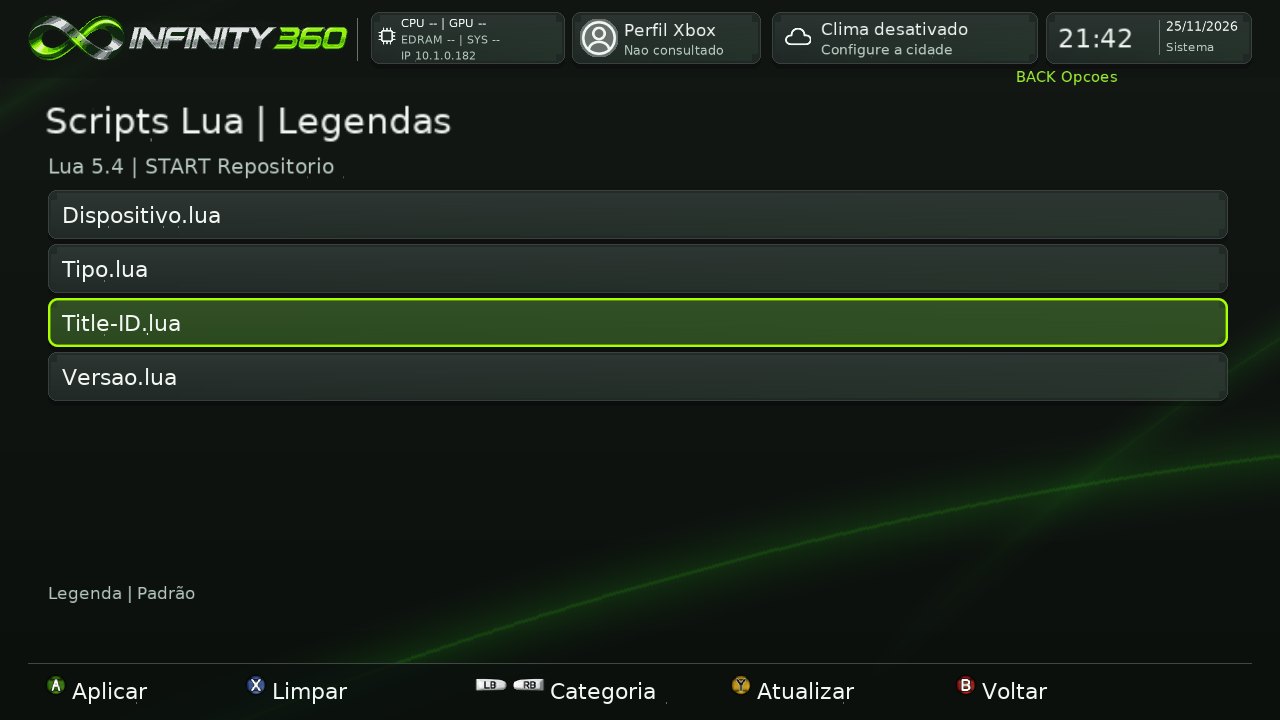 INFINITY 360
CPU -- | GPU --
EDRAM -- | SYS --
IP 10.1.0.182
Perfil Xbox
Nao consultado
Clima desativado
Configure a cidade
21:42
25/11/2026
Sistema
BACK Opcoes
Scripts Lua | Legendas
Lua 5.4 | START Repositorio
Dispositivo.lua
Tipo.lua
Title-ID.lua
Versao.lua
Legenda | Padrão
A Aplicar
X Limpar
LB RB Categoria
Y Atualizar
B Voltar